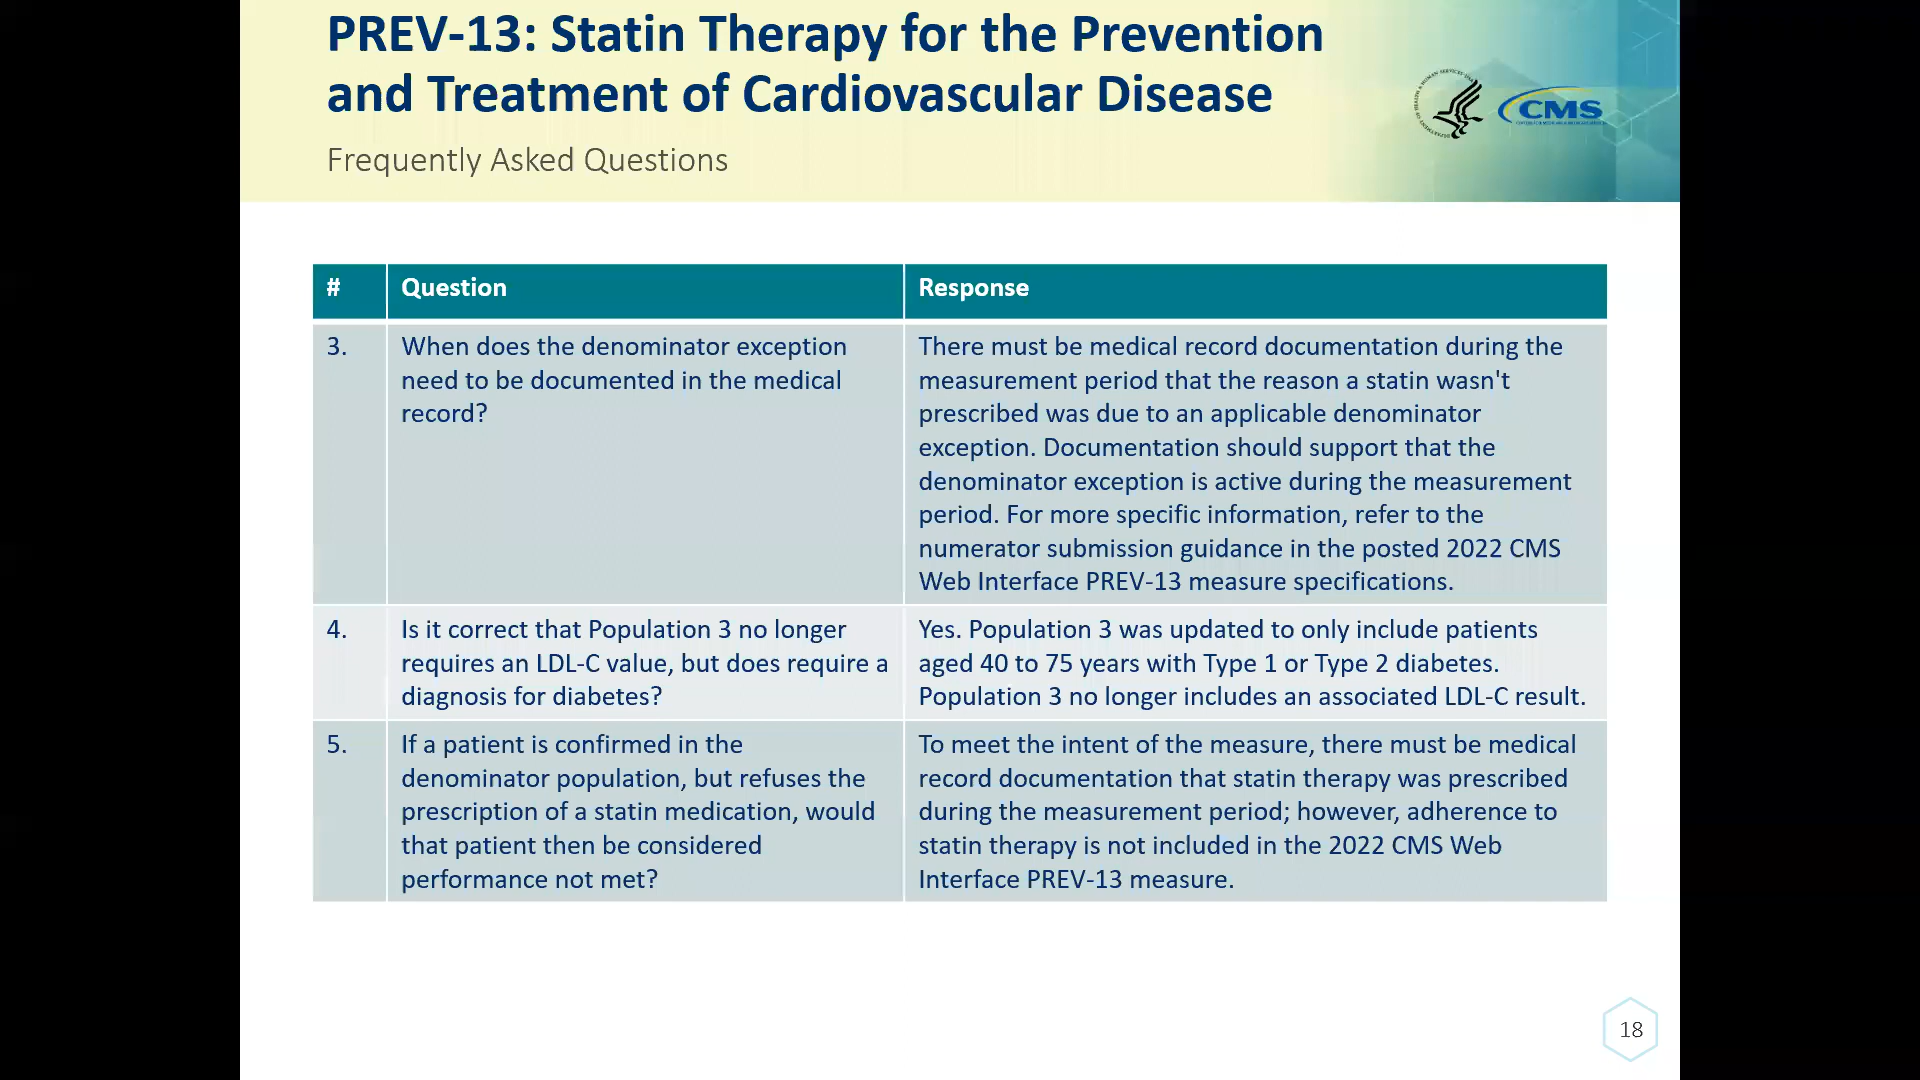 PREV-13: Statin Therapy for the Prevention
and Treatment of Cardiovascular Disease
Frequently Asked Questions
CMS
#
Question
Response
3.
When does the denominator exception
need to be documented in the medical
record?
There must be medical record documentation during the
measurement period that the reason a statin wasn't
prescribed was due to an applicable denominator
exception. Documentation should support that the
denominator exception is active during the measurement
period. For more specific information, refer to the
numerator submission guidance in the posted 2022 CMS
Web Interface PREV-13 measure specifications.
4.
Is it correct that Population 3 no longer
requires an LDL-C value, but does require a
diagnosis for diabetes?
Yes. Population 3 was updated to only include patients
aged 40 to 75 years with Type 1 or Type 2 diabetes.
Population 3 no longer includes an associated LDL-C result.
5.
If a patient is confirmed in the
denominator population, but refuses the
prescription of a statin medication, would
that patient then be considered
performance not met?
To meet the intent of the measure, there must be medical
record documentation that statin therapy was prescribed
during the measurement period; however, adherence to
statin therapy is not included in the 2022 CMS Web
Interface PREV-13 measure.
18